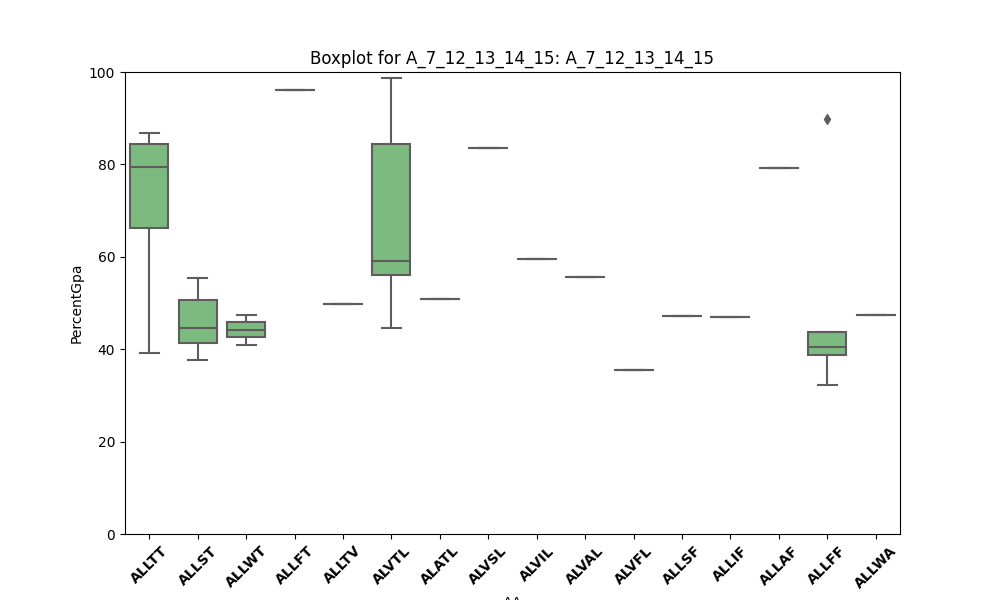 Boxplot for A_7_12_13_14_15: A_7_12_13_14_15
100
80
60
40
20
0
PercentGpa
ALLTT
ALLST
ALLWT
ALLFT
ALLTV
ALVTL
ALATL
ALVSL
ALVIL
ALVAL
ALVFL
ALLSF
ALLIF
ALLAF
ALLFF
ALLWA